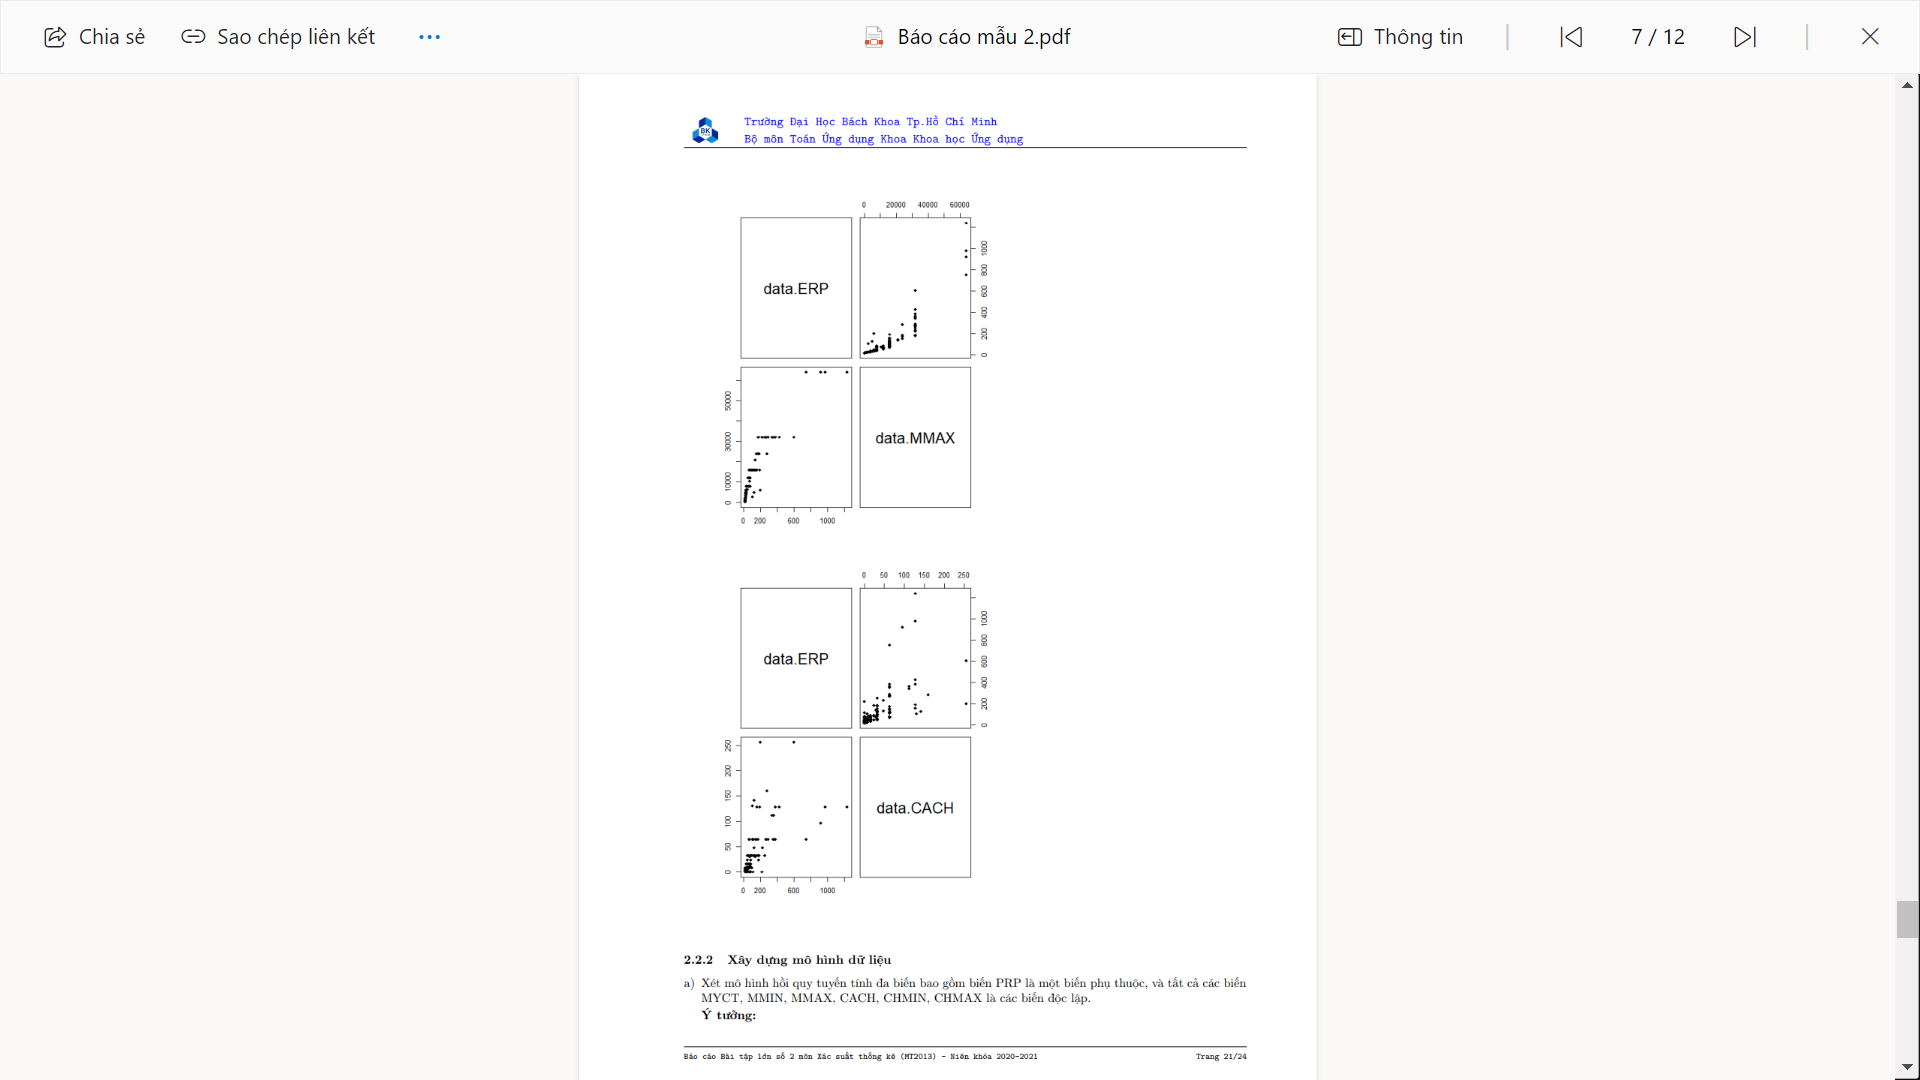 Chia sẻ Sao chép liên kết ... Báo cáo mẫu 2.pdf Thông tin 7 / 12
BK
Trường Đại Học Bách Khoa Tp.Hồ Chí Minh
Bộ môn Toán Ứng dụng Khoa Khoa học Ứng dụng
0 20000 40000 60000
data.ERP
0 200 400 600 800 1000
0 10000 30000 50000
data.MMAX
0 200 600 1000
0 50 100 150 200 250
data.ERP
0 200 400 600 800 1000
0 50 100 150 200 250
data.CACH
0 200 600 1000
2.2.2 Xây dựng mô hình dữ liệu
a) Xét mô hình hồi quy tuyến tính đa biến bao gồm biến PRP là một biến phụ thuộc, và tất cả các biến
MYCT, MMIN, MMAX, CACH, CHMIN, CHMAX là các biến độc lập.
Ý tưởng:
Báo cáo Bài tập lớn số 2 môn Xác suất thống kê (MT2013) - Niên khóa 2020-2021 Trang 21/24